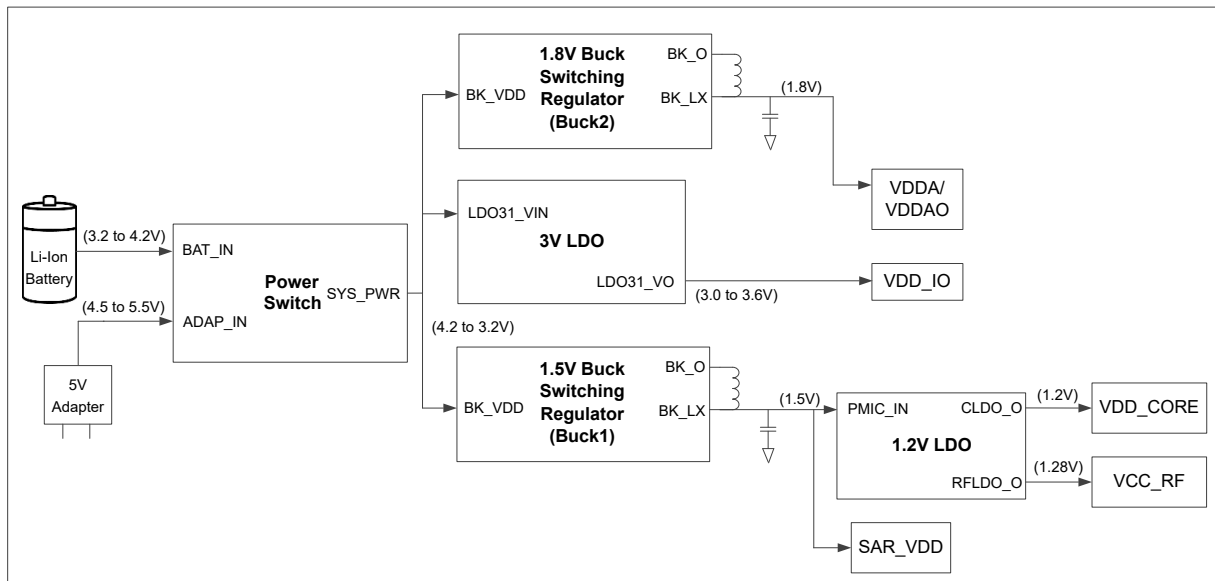 1.8V Buck
Switching
Regulator
(Buck2)
BK_VDD
BK_O
BK_LX
(1.8V)
VDDA/
VDDAO
LDO31_VIN
3V LDO
LDO31_VO
(3.0 to 3.6V)
VDD_IO
Li-Ion
Battery
(3.2 to 4.2V)
BAT_IN
Power
Switch
SYS_PWR
(4.5 to 5.5V)
ADAP_IN
5V
Adapter
(4.2 to 3.2V)
1.5V Buck
Switching
Regulator
(Buck1)
BK_VDD
BK_O
BK_LX
(1.5V)
PMIC_IN
CLDO_O
1.2V LDO
RFLDO_O
(1.2V)
VDD_CORE
(1.28V)
VCC_RF
SAR_VDD